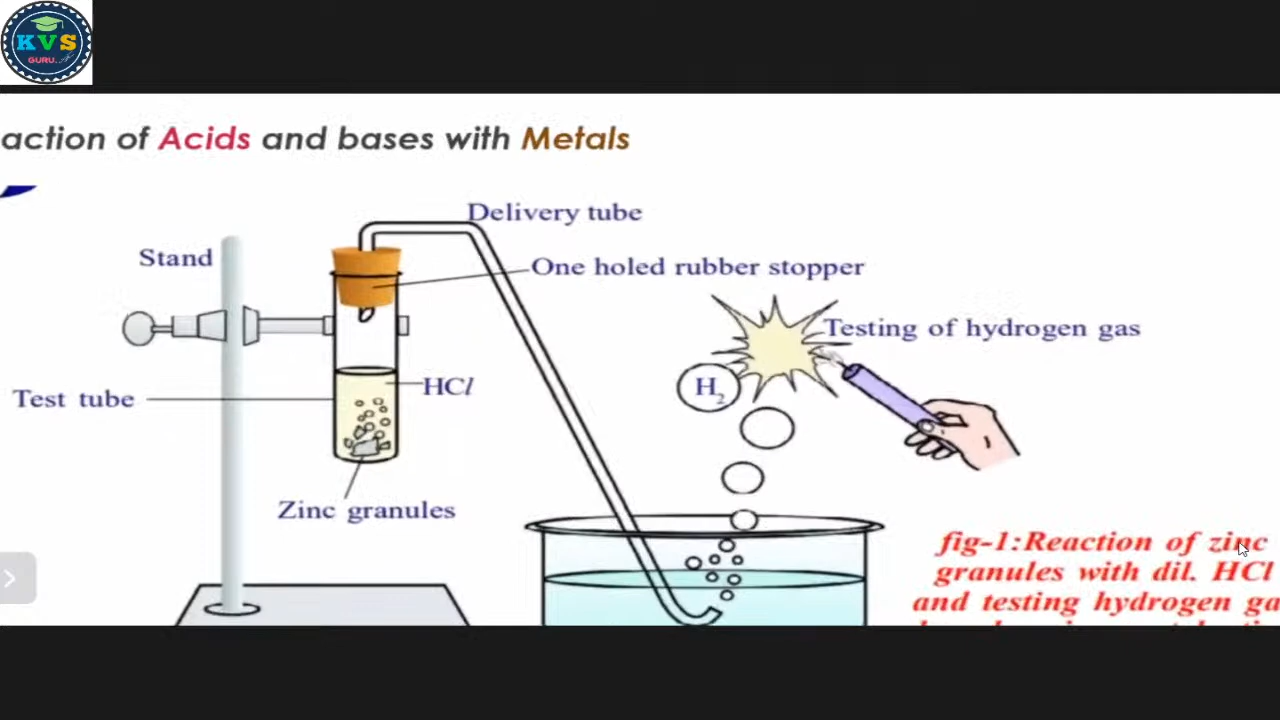 KVS
GURU
action of Acids and bases with Metals
Delivery tube
Stand
One holed rubber stopper
Testing of hydrogen gas
H2
HCl
Test tube
Zinc granules
fig-1:Reaction of zinc
granules with dil. HCl
and testing hydrogen ga